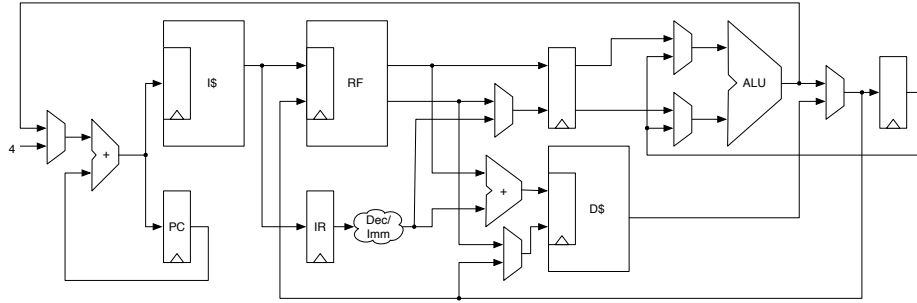 I$
RF
ALU
4
+
PC
IR
Dec/
Imm
+
D$